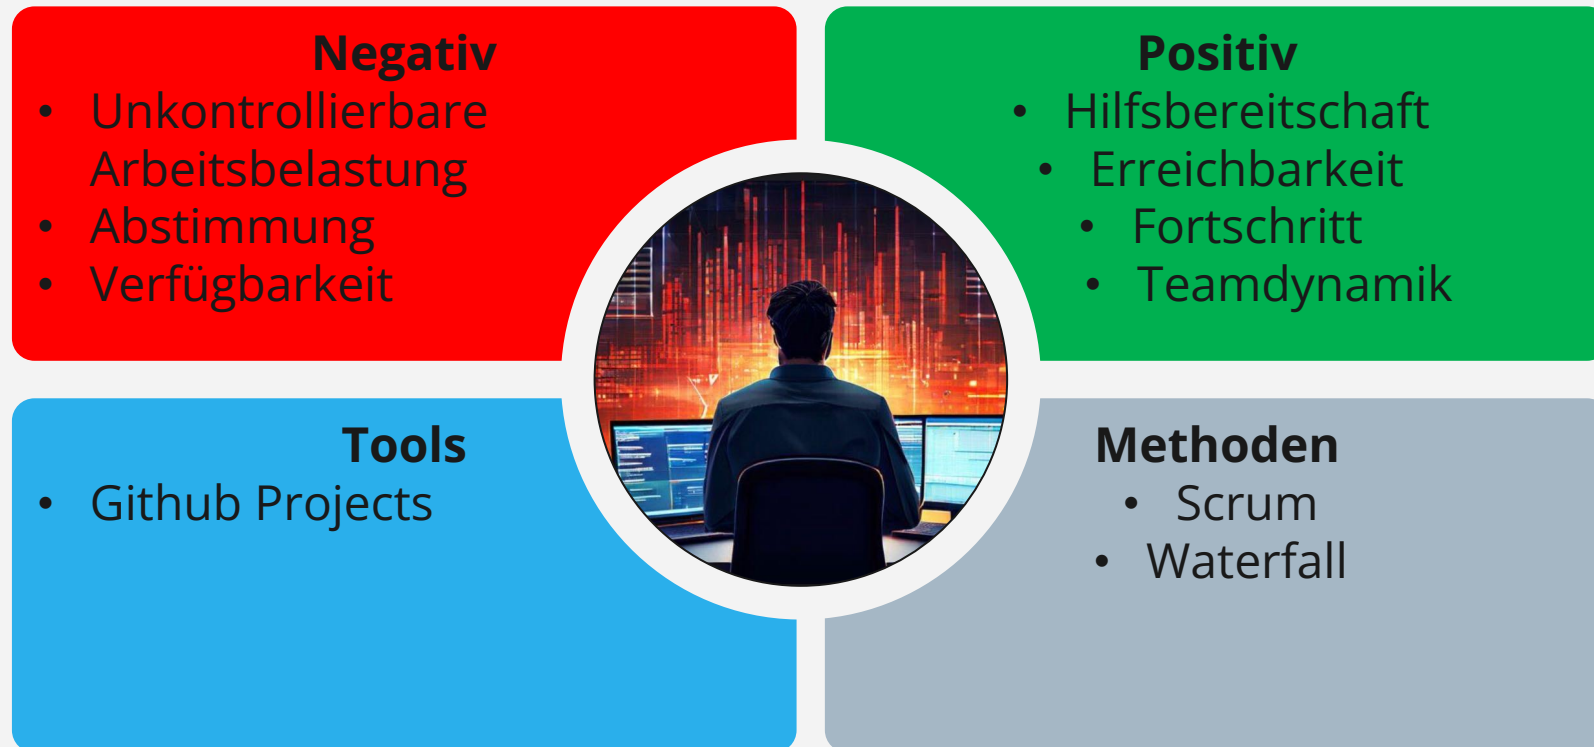 Negativ
• Unkontrollierbare
Arbeitsbelastung
• Abstimmung
• Verfügbarkeit
Positiv
• Hilfsbereitschaft
• Erreichbarkeit
• Fortschritt
• Teamdynamik
Tools
• Github Projects
Methoden
• Scrum
• Waterfall